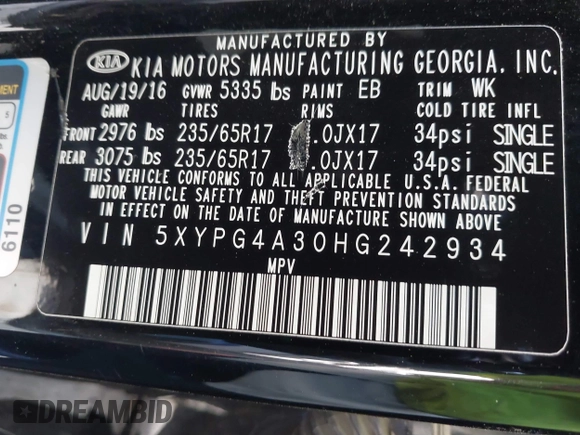 MANUFACTURED BY
KIA KIA MOTORS MANUFACTURING GEORGIA, INC.
AUG/19/16 GVWR 5335 lbs PAINT EB TRIM WK
GAWR TIRES RIMS COLD TIRE INFL
FRONT 2976 lbs 235/65R17 .0JX17 34psi SINGLE
REAR 3075 lbs 235/65R17 .0JX17 34psi SINGLE
THIS VEHICLE CONFORMS TO ALL APPLICABLE U.S.A. FEDERAL
MOTOR VEHICLE SAFETY AND THEFT PREVENTION STANDARDS
IN EFFECT ON THE DATE OF MANUFACTURE SHOWN ABOVE
VIN 5XYPG4A30HG242934
MPV
6110
DREAMBID